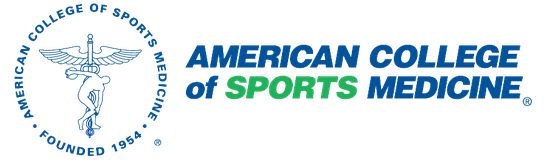 AMERICAN COLLEGE OF SPORTS MEDICINE
• FOUNDED 1954 •
®
AMERICAN COLLEGE
of SPORTS MEDICINE®